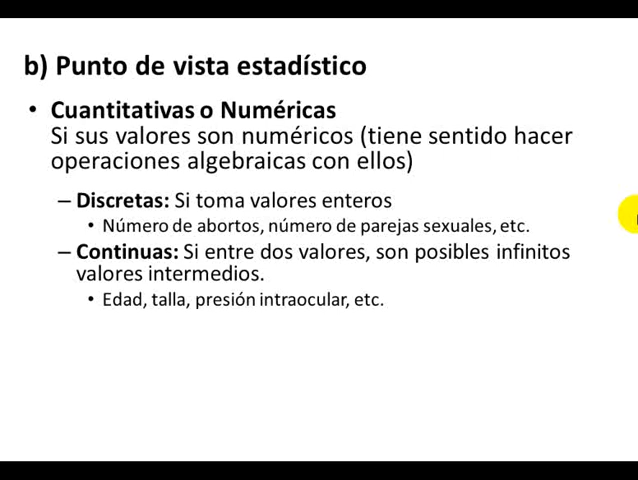 b) Punto de vista estadístico
• Cuantitativas o Numéricas
Si sus valores son numéricos (tiene sentido hacer
operaciones algebraicas con ellos)
– Discretas: Si toma valores enteros
• Número de abortos, número de parejas sexuales, etc.
– Continuas: Si entre dos valores, son posibles infinitos
valores intermedios.
• Edad, talla, presión intraocular, etc.